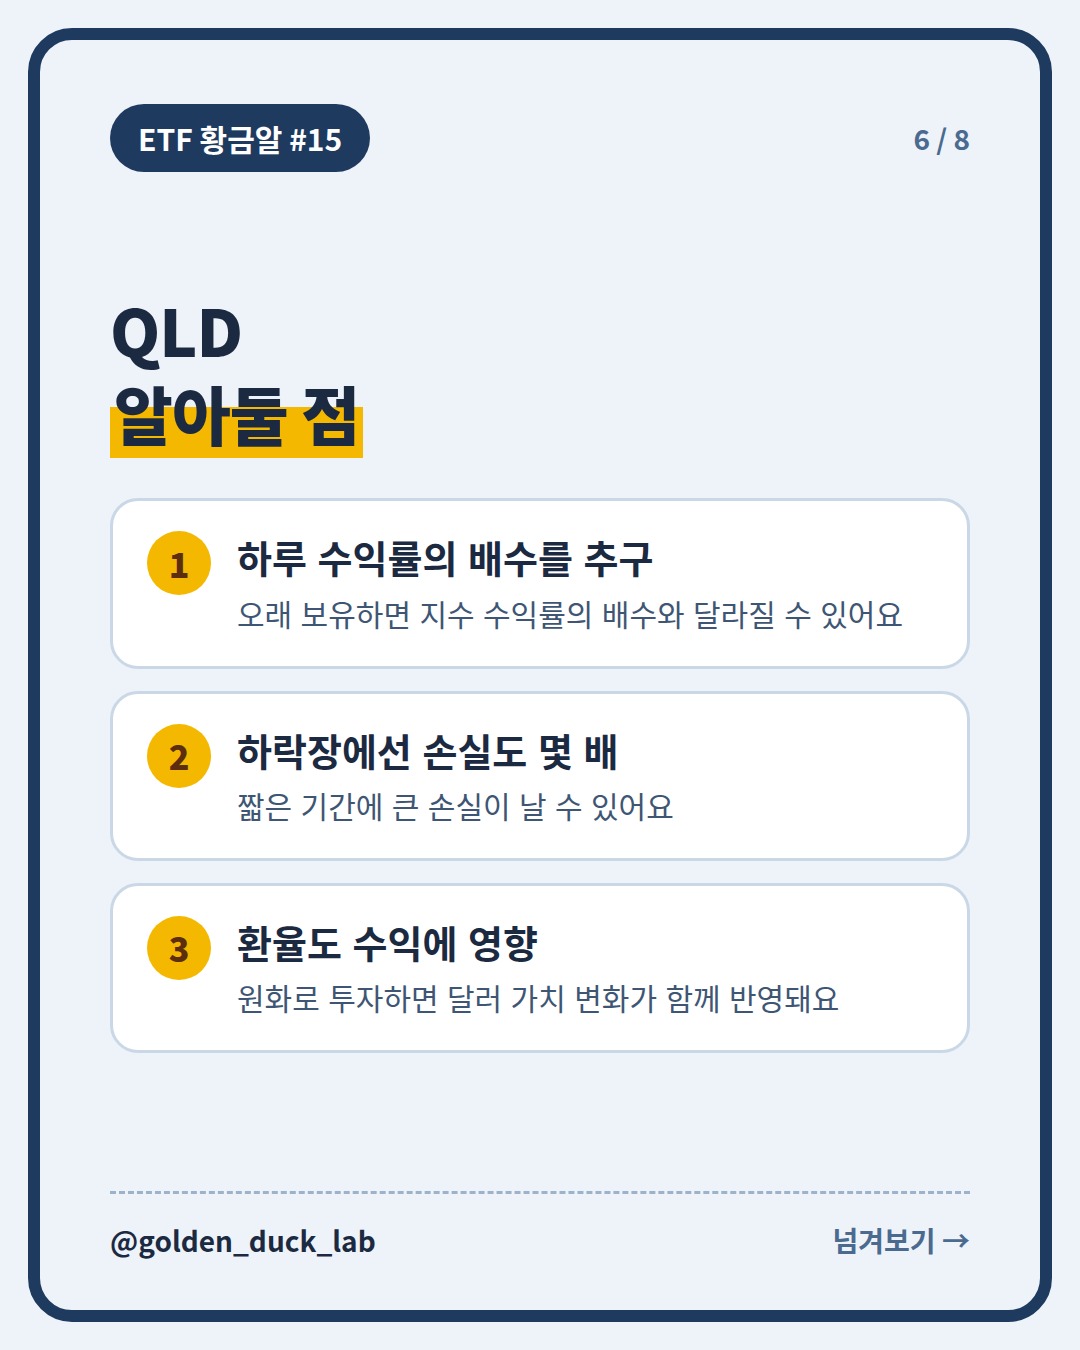 ETF 황금알 #15
6 / 8
QLD
알아둘 점
1
하루 수익률의 배수를 추구
오래 보유하면 지수 수익률의 배수와 달라질 수 있어요
2
하락장에선 손실도 몇 배
짧은 기간에 큰 손실이 날 수 있어요
3
환율도 수익에 영향
원화로 투자하면 달러 가치 변화가 함께 반영돼요
@golden_duck_lab
넘겨보기 →